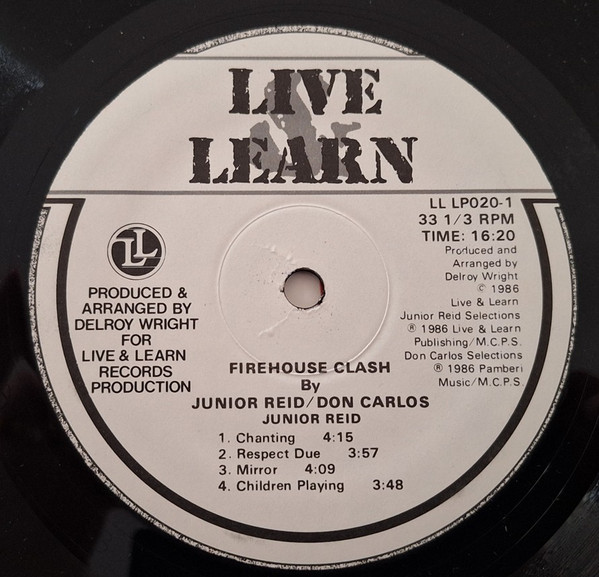 LIVE
&
LEARN
LL LP020-1
33 1/3 RPM
TIME: 16:20
Produced and
Arranged by
Delroy Wright
© 1986
Live & Learn
Junior Reid Selections
® 1986 Live & Learn
Publishing/M.C.P.S.
Don Carlos Selections
® 1986 Pamberi
Music/M.C.P.S.
LL
PRODUCED &
ARRANGED BY
DELROY WRIGHT
FOR
LIVE & LEARN
RECORDS
PRODUCTION
FIREHOUSE CLASH
By
JUNIOR REID/DON CARLOS
JUNIOR REID
1. Chanting 4:15
2. Respect Due 3:57
3. Mirror 4:09
4. Children Playing 3:48